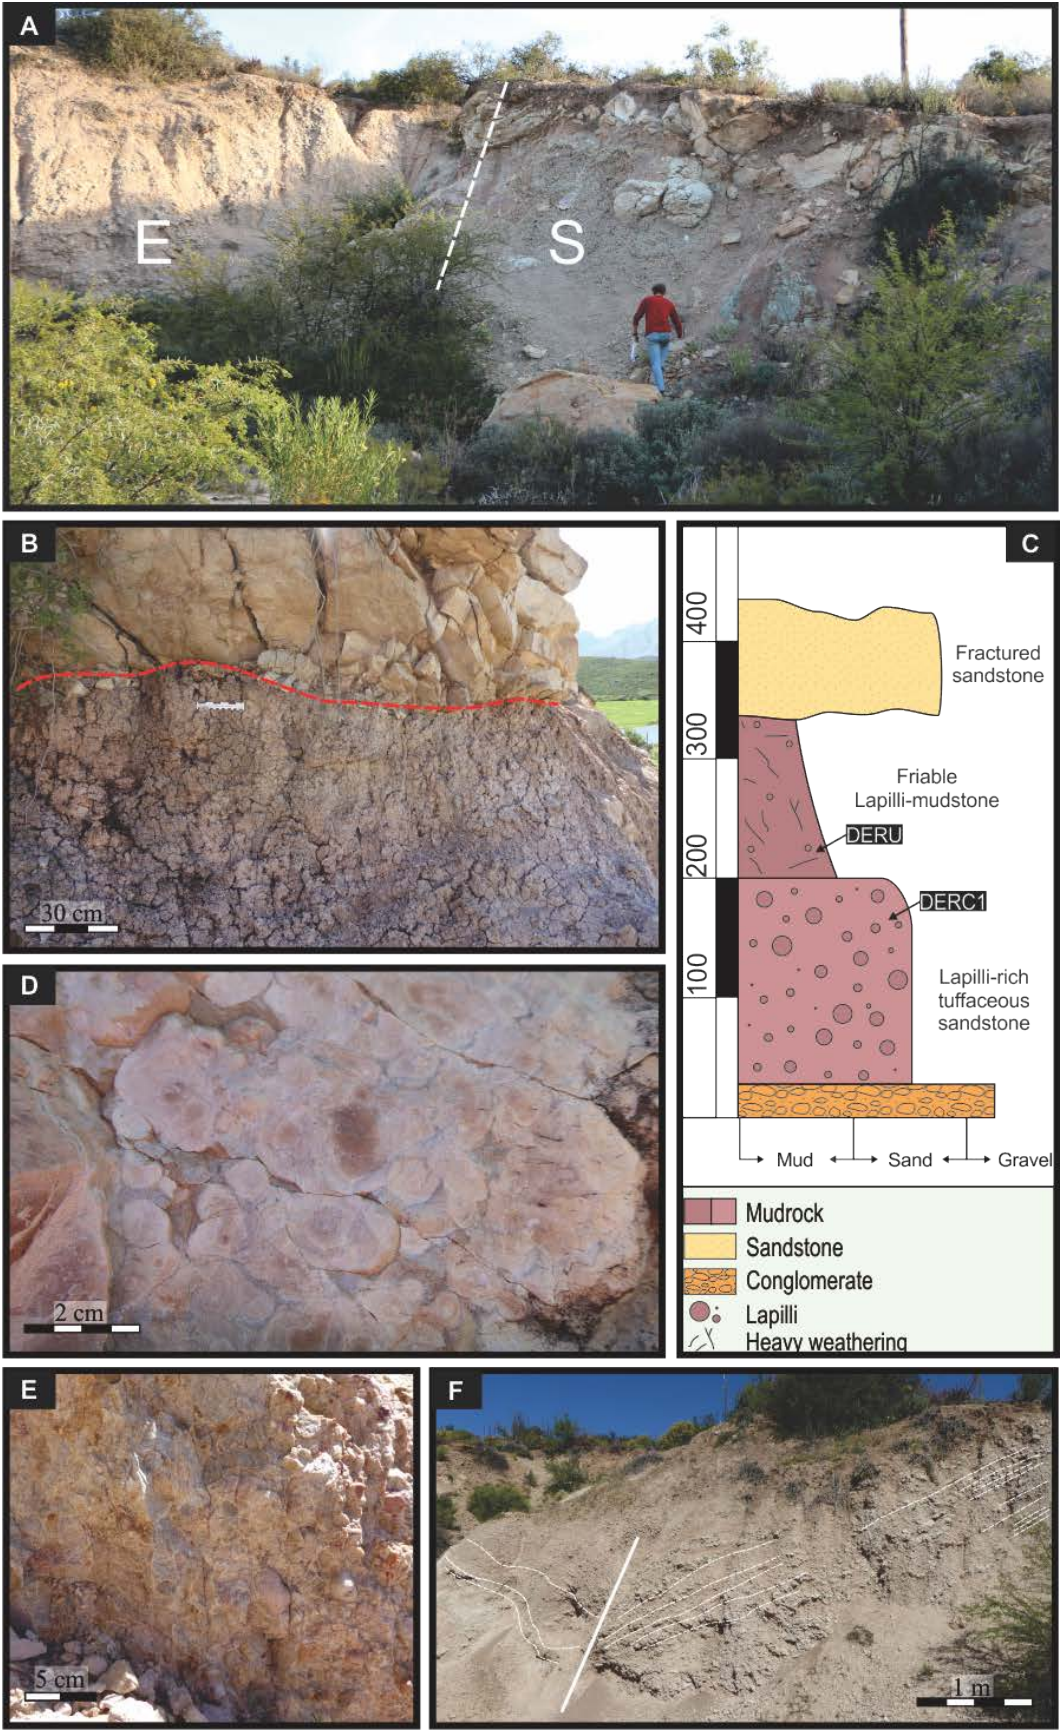 A
E
S
B
30 cm
C
400
300
200
100
Fractured
sandstone
Friable
Lapilli-mudstone
DERU
DERC1
Lapilli-rich
tuffaceous
sandstone
Mud
Sand
Gravel
Mudrock
Sandstone
Conglomerate
Lapilli
Heavy weathering
D
2 cm
E
5 cm
F
1 m